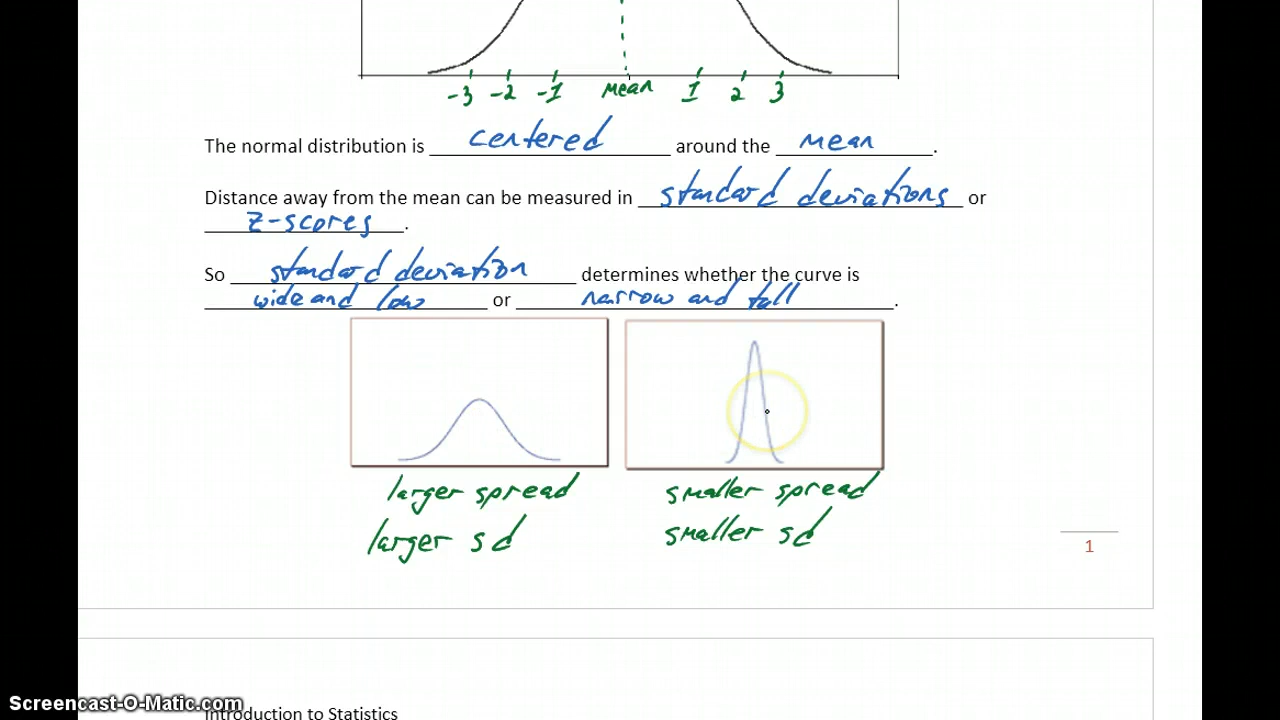 -3 -2 -1 mean 1 2 3
The normal distribution is centered around the mean.
Distance away from the mean can be measured in standard deviations or
z-scores.
So standard deviation determines whether the curve is
wide and low or narrow and tall.
larger spread smaller spread
larger sd smaller sd
1
Screencast-O-Matic.com
Introduction to Statistics